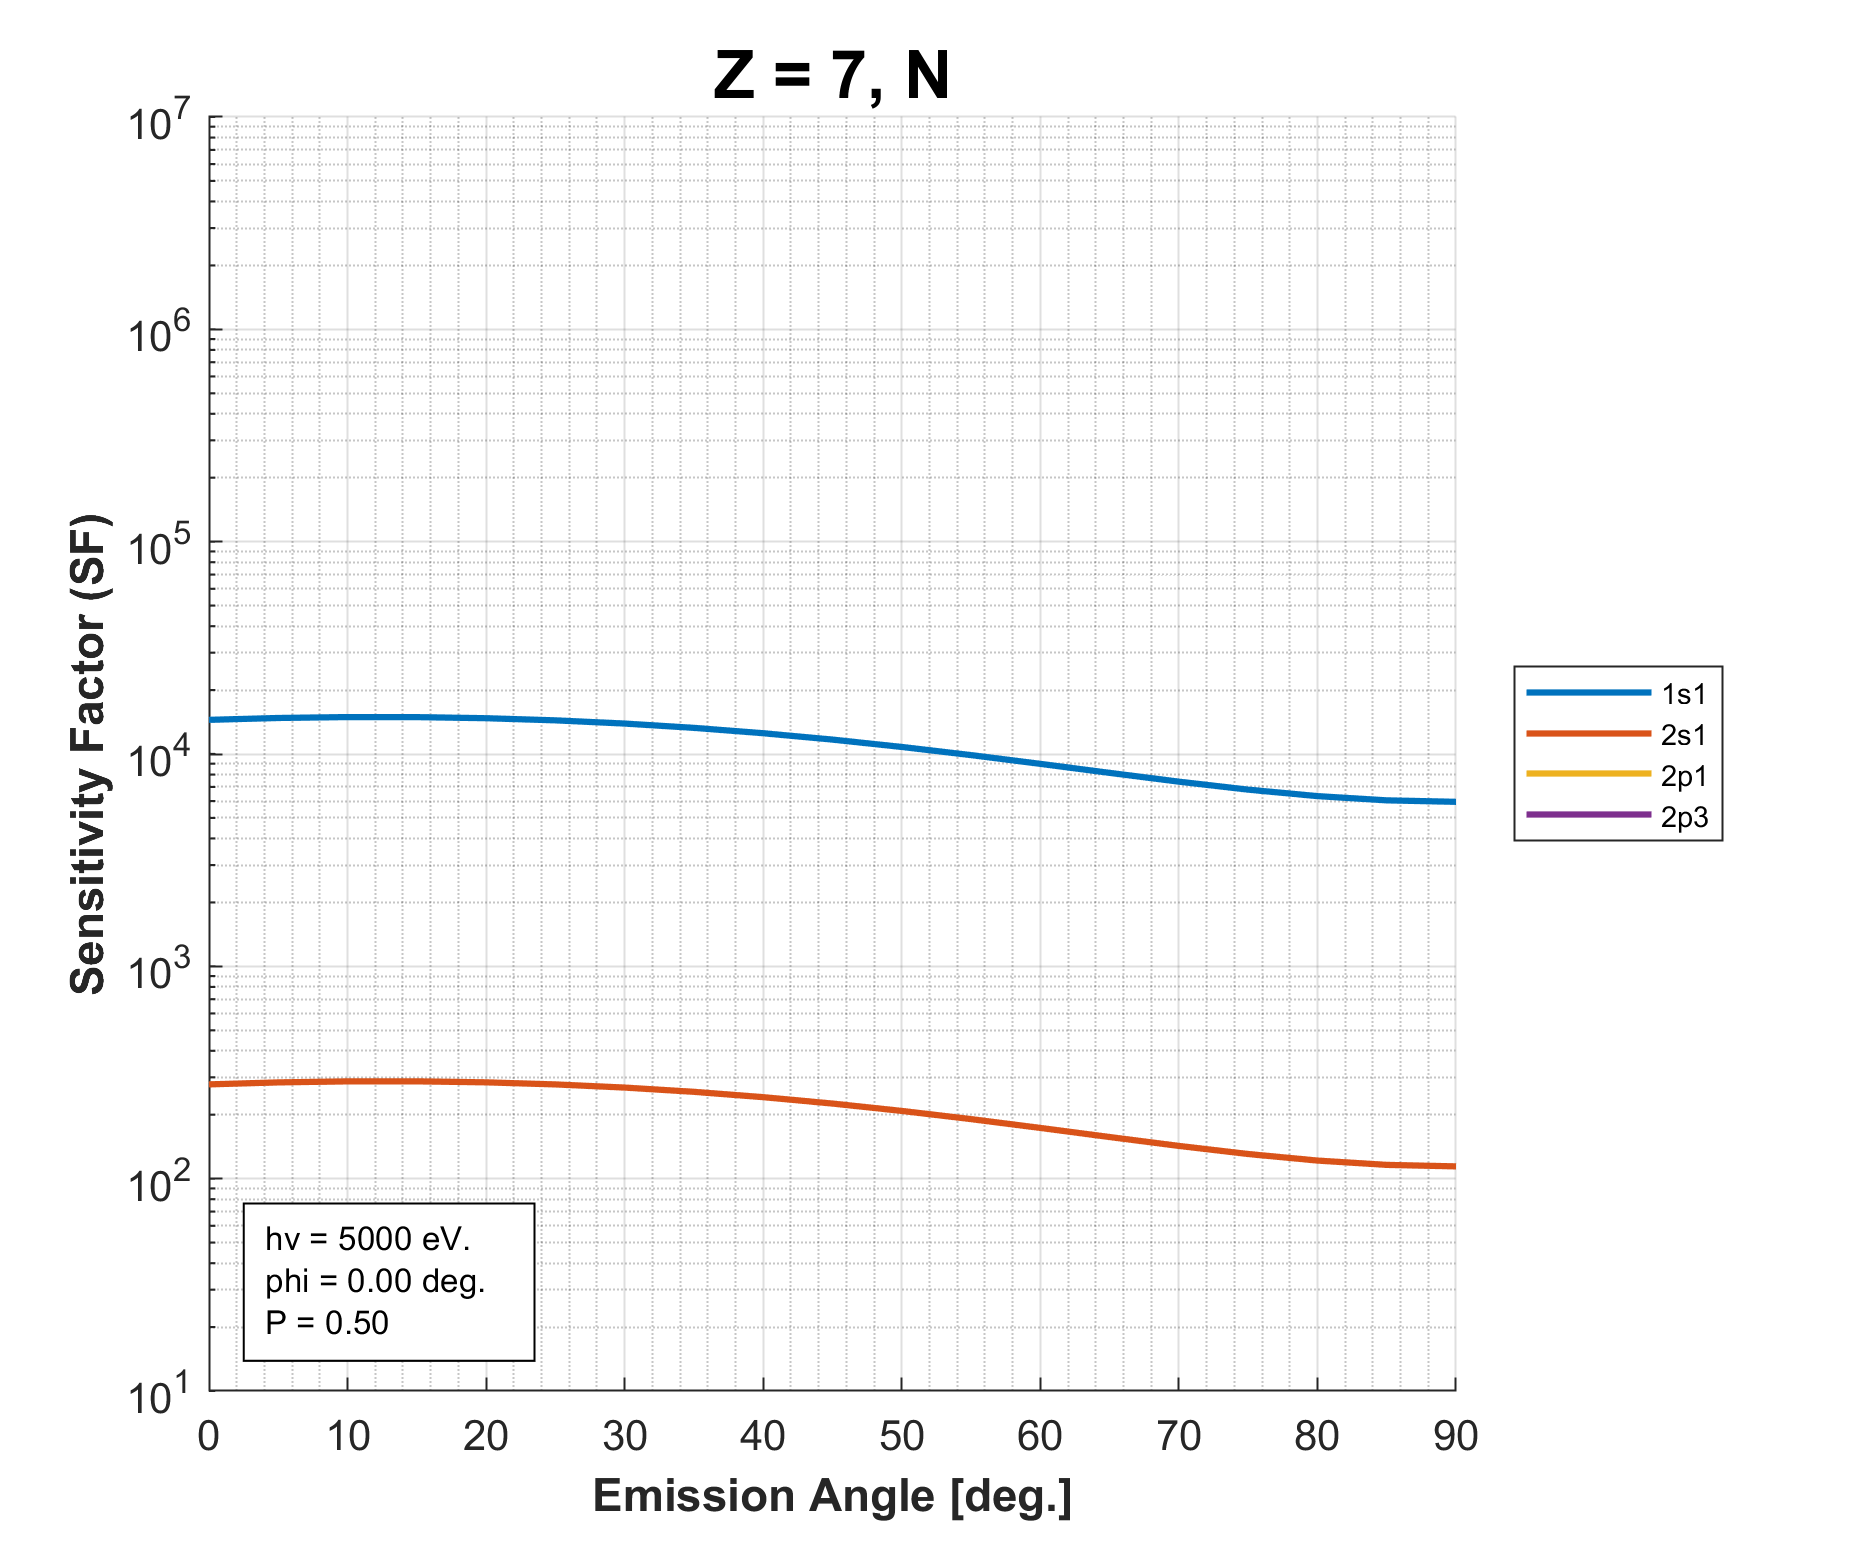 Z = 7, N
10^7
10^6
10^5
10^4
10^3
10^2
10^1
Sensitivity Factor (SF)
1s1
2s1
2p1
2p3
hv = 5000 eV.
phi = 0.00 deg.
P = 0.50
0 10 20 30 40 50 60 70 80 90
Emission Angle [deg.]